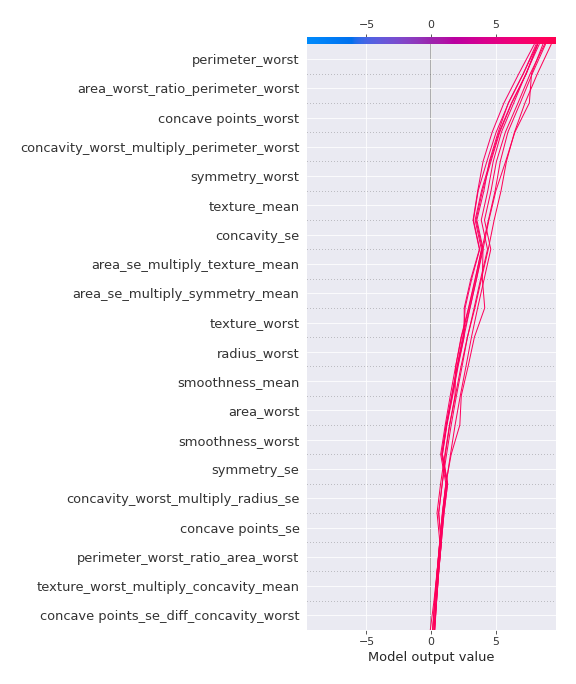 −5 0 5
perimeter_worst
area_worst_ratio_perimeter_worst
concave points_worst
concavity_worst_multiply_perimeter_worst
symmetry_worst
texture_mean
concavity_se
area_se_multiply_texture_mean
area_se_multiply_symmetry_mean
texture_worst
radius_worst
smoothness_mean
area_worst
smoothness_worst
symmetry_se
concavity_worst_multiply_radius_se
concave points_se
perimeter_worst_ratio_area_worst
texture_worst_multiply_concavity_mean
concave points_se_diff_concavity_worst
−5 0 5
Model output value